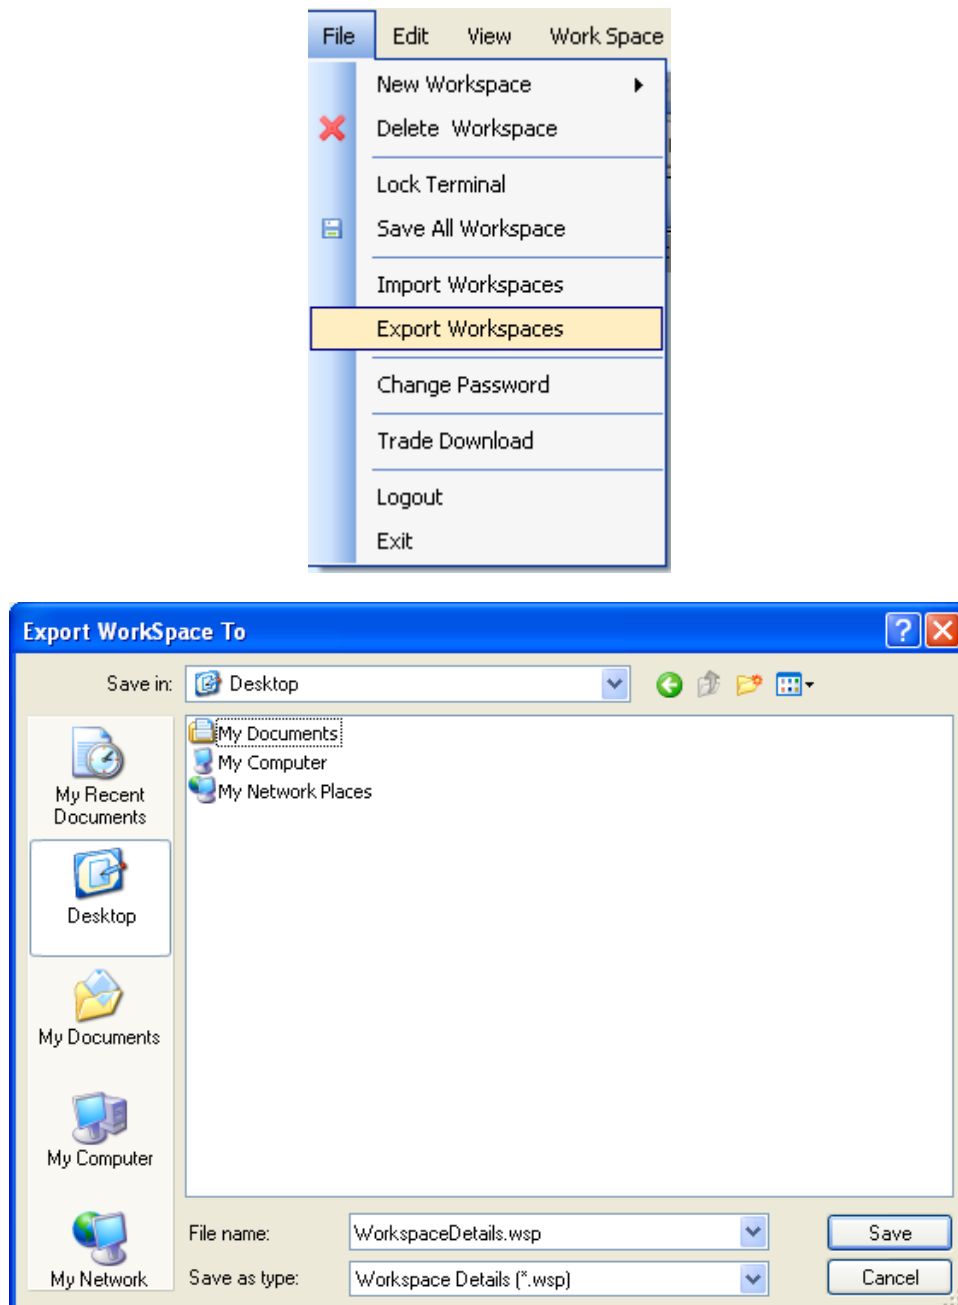 File Edit View Work Space
New Workspace
Delete Workspace
Lock Terminal
Save All Workspace
Import Workspaces
Export Workspaces
Change Password
Trade Download
Logout
Exit
Export WorkSpace To
Save in: Desktop
My Documents
My Computer
My Network Places
My Recent
Documents
Desktop
My Documents
My Computer
My Network
File name: WorkspaceDetails.wsp Save
Save as type: Workspace Details (*.wsp) Cancel